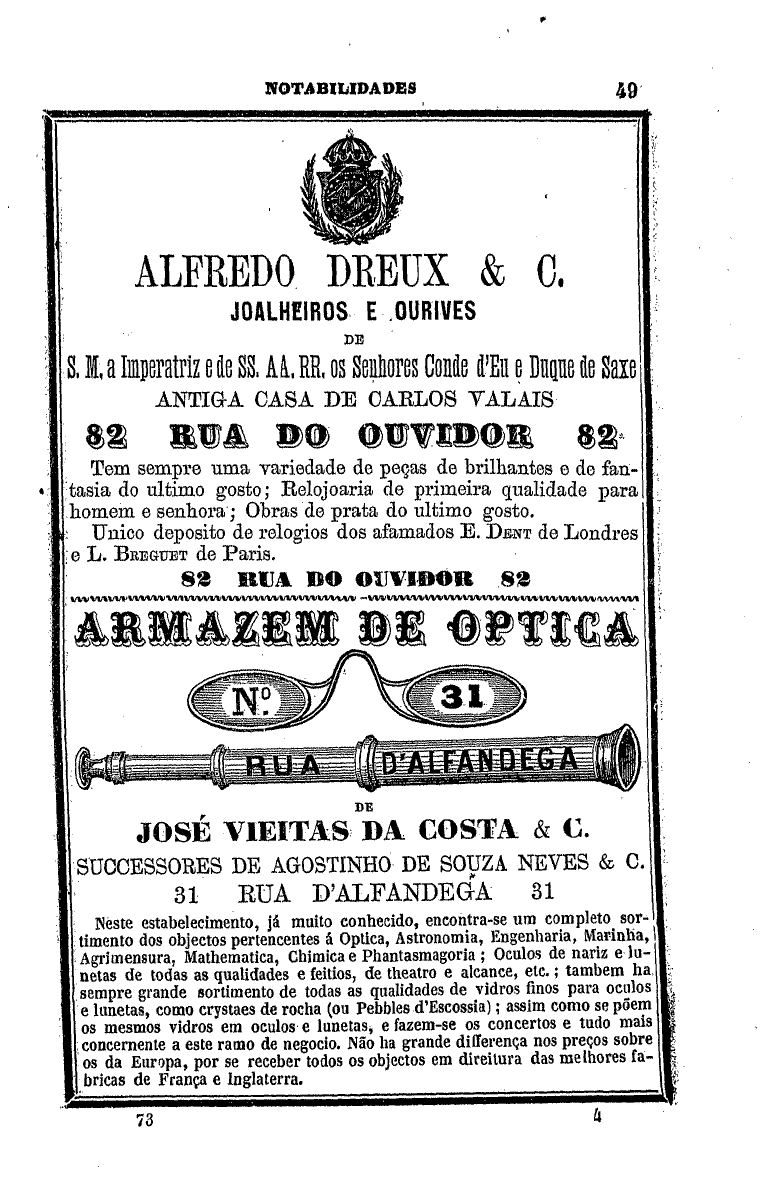 NOTABILIDADES 49
ALFREDO DREUX & C.
JOALHEIROS E OURIVES
DE
S. M. a Imperatriz e de SS. AA. RR. os Senhores Conde d'Eu e Duque de Saxe
ANTIGA CASA DE CARLOS VALAIS
82 RUA DO OUVIDOR 82
Tem sempre uma variedade de peças de brilhantes e de fan-
tasia do ultimo gosto; Relojoaria de primeira qualidade para
homem e senhora; Obras de prata do ultimo gosto.
Unico deposito de relogios dos afamados E. DENT de Londres
e L. BREGUET de Paris.
82 RUA DO OUVIDOR 82
ARMAZEM DE OPTICA
Nº. 31
RUA D'ALFANDEGA
DE
JOSÉ VIEITAS DA COSTA & C.
SUCCESSORES DE AGOSTINHO DE SOUZA NEVES & C.
31 RUA D'ALFANDEGA 31
Neste estabelecimento, já muito conhecido, encontra-se um completo sor-
timento dos objectos pertencentes á Optica, Astronomia, Engenharia, Marinha,
Agrimensura, Mathematica, Chimica e Phantasmagoria; Oculos de nariz e lu-
netas de todas as qualidades e feitios, de theatro e alcance, etc.; tambem ha
sempre grande sortimento de todas as qualidades de vidros finos para oculos
e lunetas, como crystaes de rocha (ou Pebbles d'Escossia); assim como se põem
os mesmos vidros em oculos e lunetas, e fazem-se os concertos e tudo mais
concernente a este ramo de negocio. Não ha grande differença nos preços sobre
os da Europa, por se receber todos os objectos em direitura das melhores fa-
bricas de França e Inglaterra.
73 4